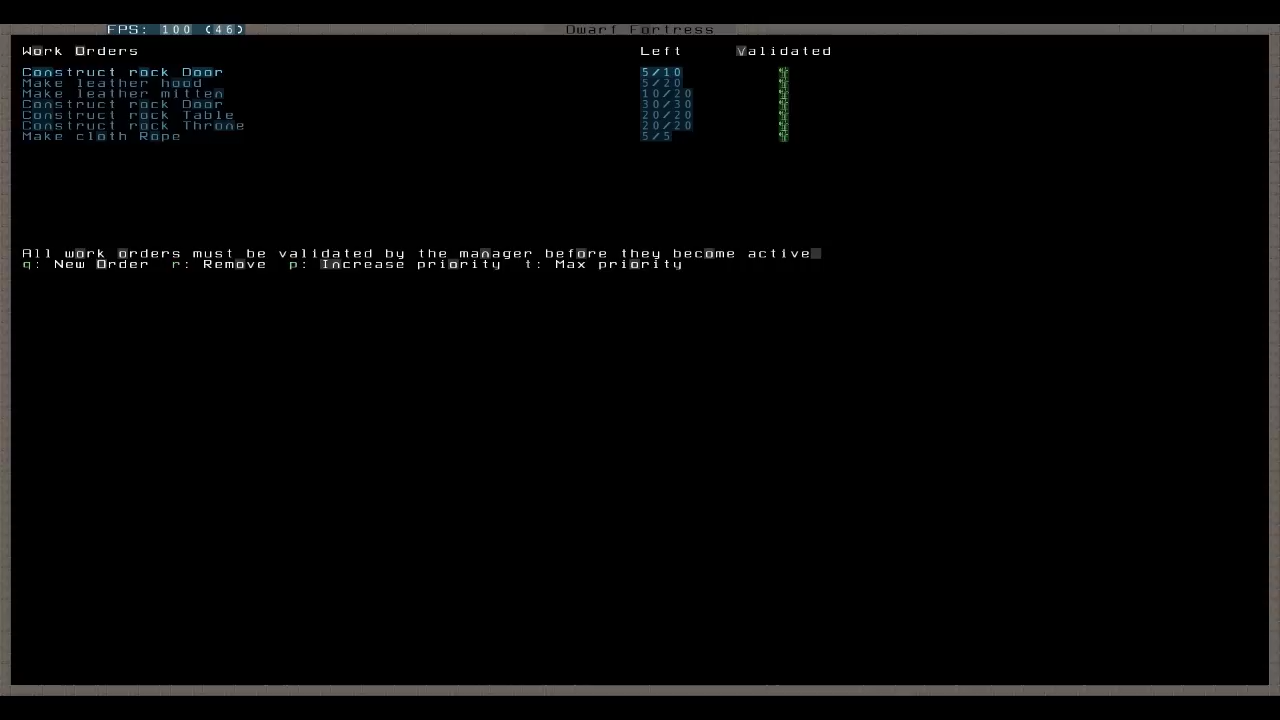 FPS: 100 (46) Dwarf Fortress
Work Orders Left Validated
Construct rock Door 5/10
Make leather hood 5/20
Make leather mitten 10/20
Construct rock Door 30/30
Construct rock Table 20/20
Construct rock Throne 20/20
Make cloth Rope 5/5
All work orders must be validated by the manager before they become active
q: New Order r: Remove p: Increase priority t: Max priority